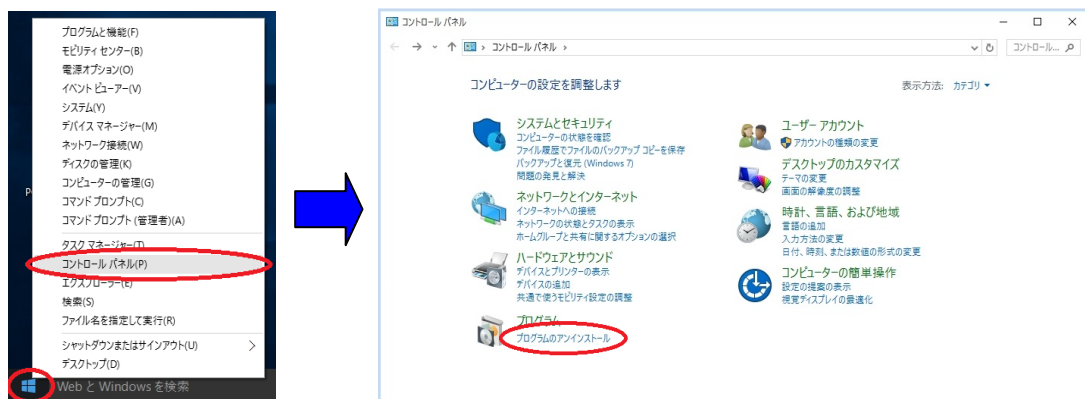 プログラムと機能(F)
モビリティ センター(B)
電源オプション(O)
イベント ビューアー(V)
システム(Y)
デバイス マネージャー(M)
ネットワーク接続(W)
ディスクの管理(K)
コンピューターの管理(G)
コマンド プロンプト(C)
コマンド プロンプト (管理者)(A)
タスク マネージャー(T)
コントロール パネル(P)
エクスプローラー(E)
検索(S)
ファイル名を指定して実行(R)
シャットダウンまたはサインアウト(U)
デスクトップ(D)
Web と Windows を検索
コントロール パネル
コントロール パネル
コントロール...
コンピューターの設定を調整します
表示方法: カテゴリ
システムとセキュリティ
コンピューターの状態を確認
ファイル履歴でファイルのバックアップ コピーを保存
バックアップと復元 (Windows 7)
問題の発見と解決
ネットワークとインターネット
インターネットへの接続
ネットワークの状態とタスクの表示
ホームグループと共有に関するオプションの選択
ハードウェアとサウンド
デバイスとプリンターの表示
デバイスの追加
共通で使うモビリティ設定の調整
プログラム
プログラムのアンインストール
ユーザー アカウント
アカウントの種類の変更
デスクトップのカスタマイズ
テーマの変更
画面の解像度の調整
時計、言語、および地域
言語の追加
入力方法の変更
日付、時刻、または数値の形式の変更
コンピューターの簡単操作
設定の提案の表示
視覚ディスプレイの最適化